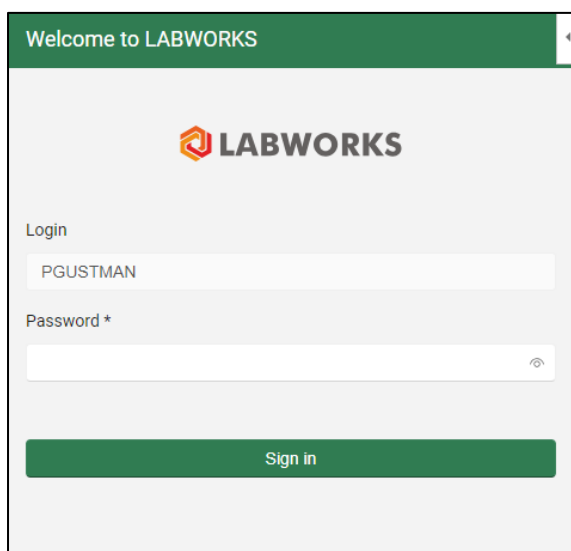 Welcome to LABWORKS
LABWORKS
Login
PGUSTMAN
Password *
Sign in